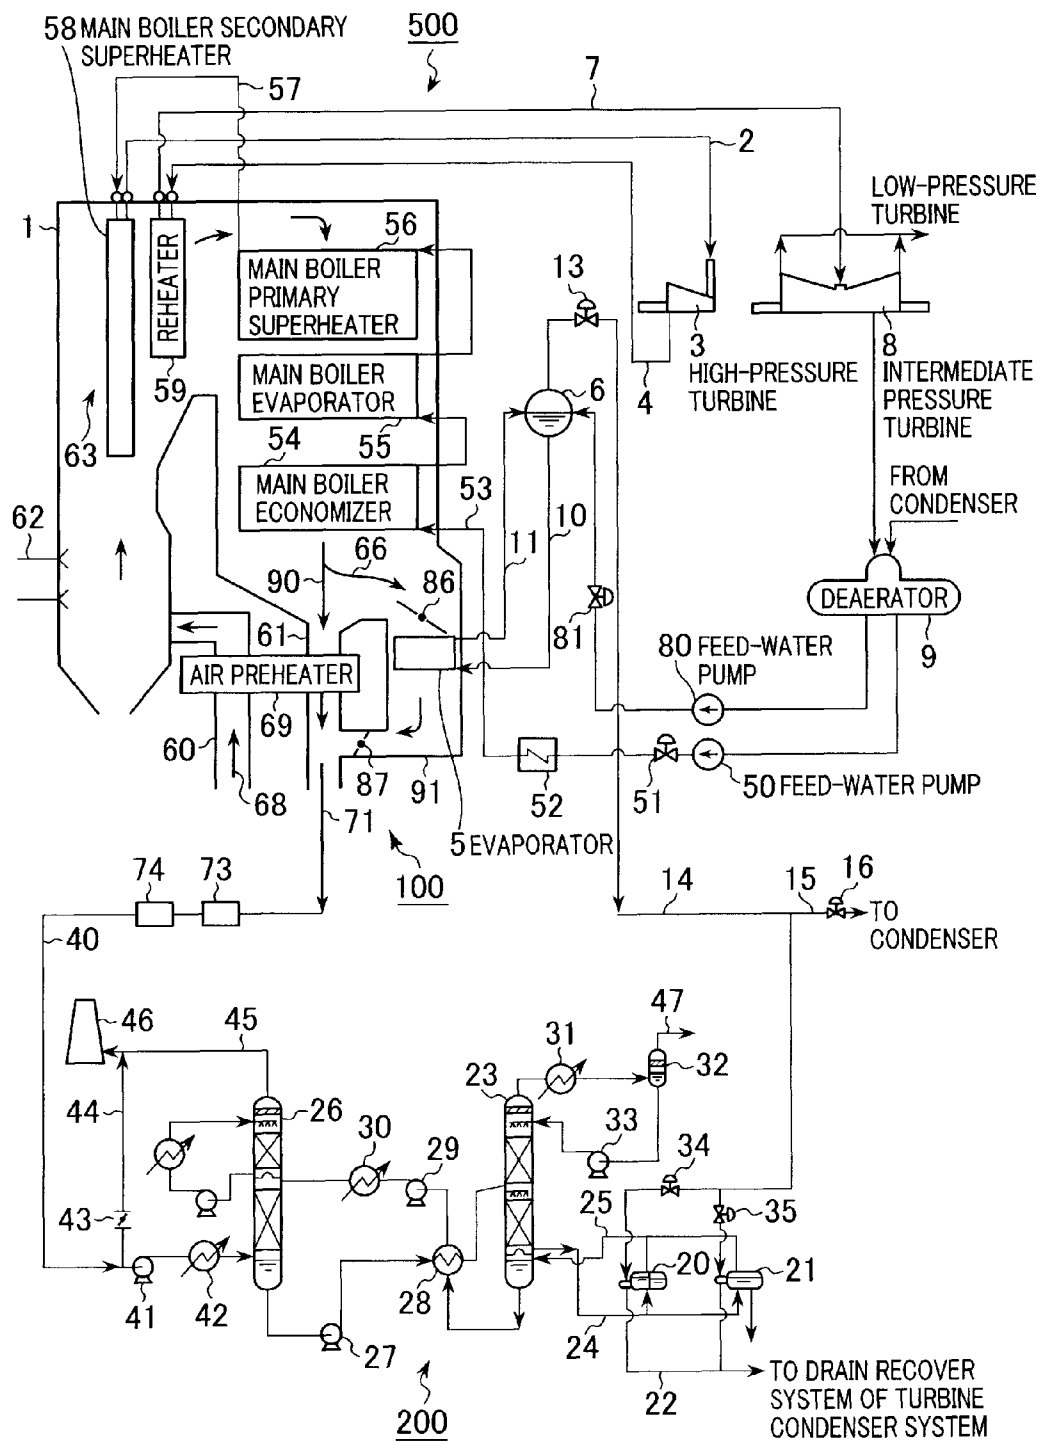 58 MAIN BOILER SECONDARY
SUPERHEATER
500
57
7
2
LOW-PRESSURE
TURBINE
1
REHEATER
56
MAIN BOILER
PRIMARY
SUPERHEATER
13
3
HIGH-PRESSURE
TURBINE
8
INTERMEDIATE
PRESSURE
TURBINE
59
MAIN BOILER
EVAPORATOR
6
4
63
54
55
MAIN BOILER
ECONOMIZER
53
FROM
CONDENSER
62
11
10
66
90
86
DEAERATOR
61
81
80 FEED-WATER
PUMP
9
AIR PREHEATER
69
60
68
87
91
52
51
50 FEED-WATER PUMP
71
5 EVAPORATOR
100
74
73
14
15
16
TO
CONDENSER
40
46
45
47
31
32
23
44
26
30
29
33
34
43
25
35
20
21
41
42
28
27
24
22
TO DRAIN RECOVER
SYSTEM OF TURBINE
CONDENSER SYSTEM
200